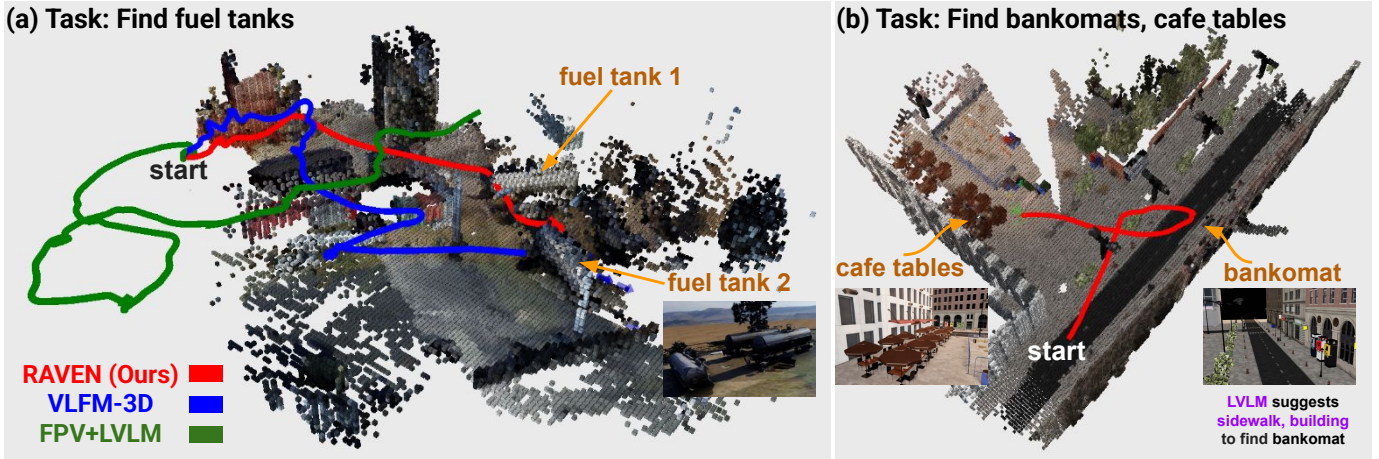 (a) Task: Find fuel tanks
fuel tank 1
start
fuel tank 2
RAVEN (Ours)
VLFM-3D
FPV+LVLM
(b) Task: Find bankomats, cafe tables
cafe tables
bankomat
start
LVLM suggests
sidewalk, building
to find bankomat